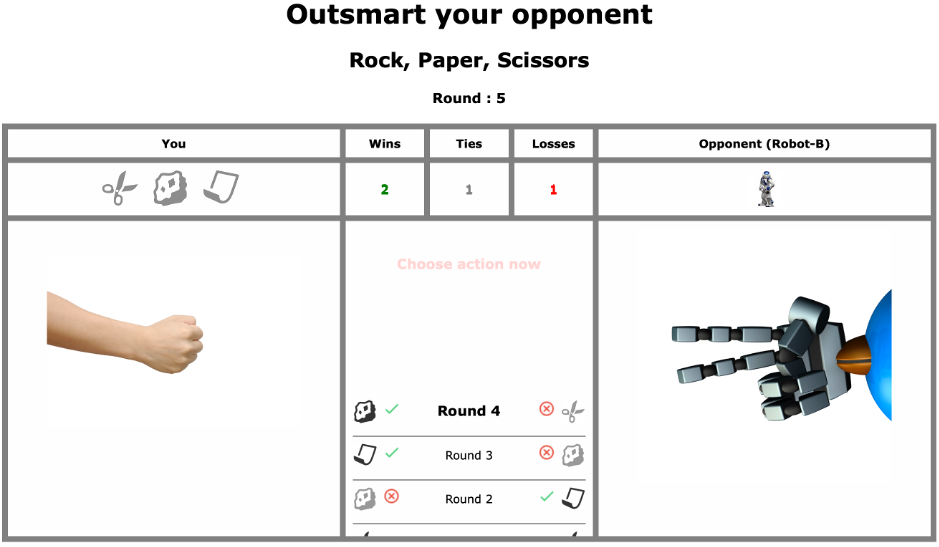 Outsmart your opponent
Rock, Paper, Scissors
Round : 5
You
Wins
Ties
Losses
Opponent (Robot-B)
2
1
1
Choose action now
Round 4
Round 3
Round 2